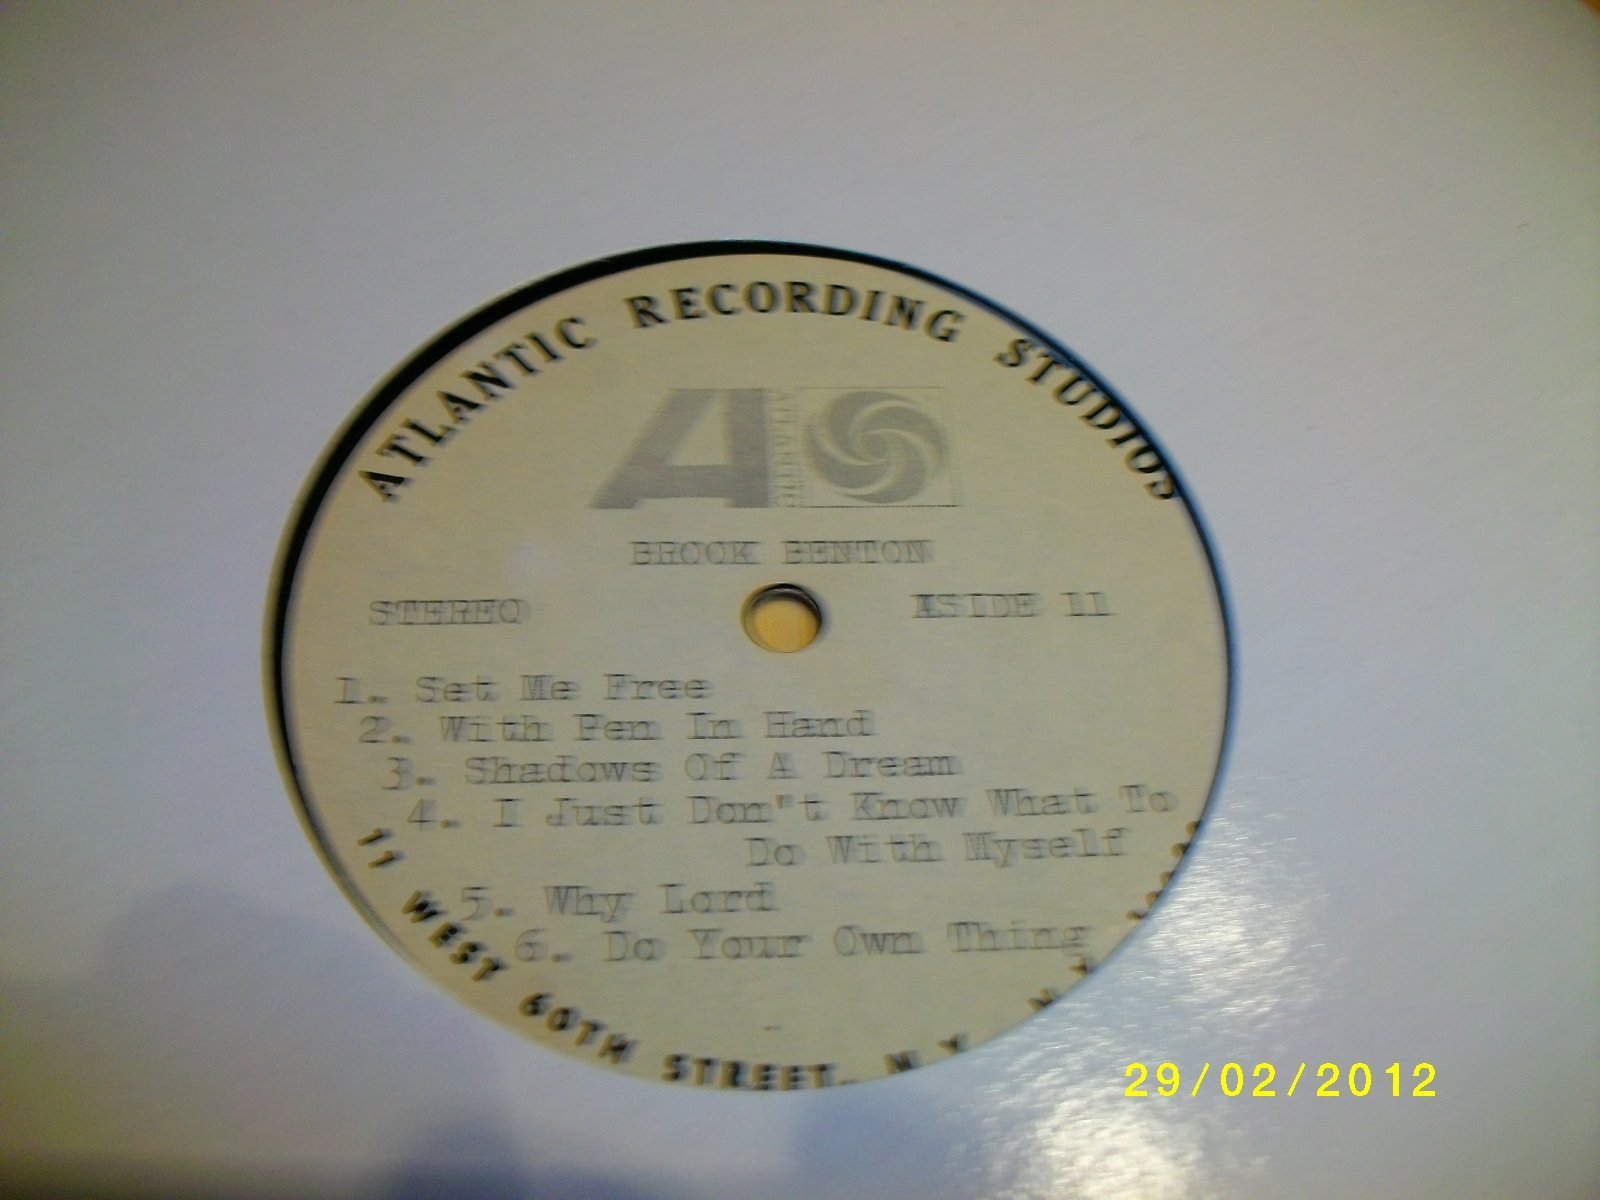 ATLANTIC RECORDING STUDIOS
A
ATLANTIC
BROOK BENTON
STEREO
SIDE 11
1. Set Me Free
2. With Pen In Hand
3. Shadows Of A Dream
4. I Just Don't Know What To
Do With Myself
5. Why Lord
6. Do Your Own Thing
11 WEST 60TH STREET, N.Y. N.Y.
29/02/2012